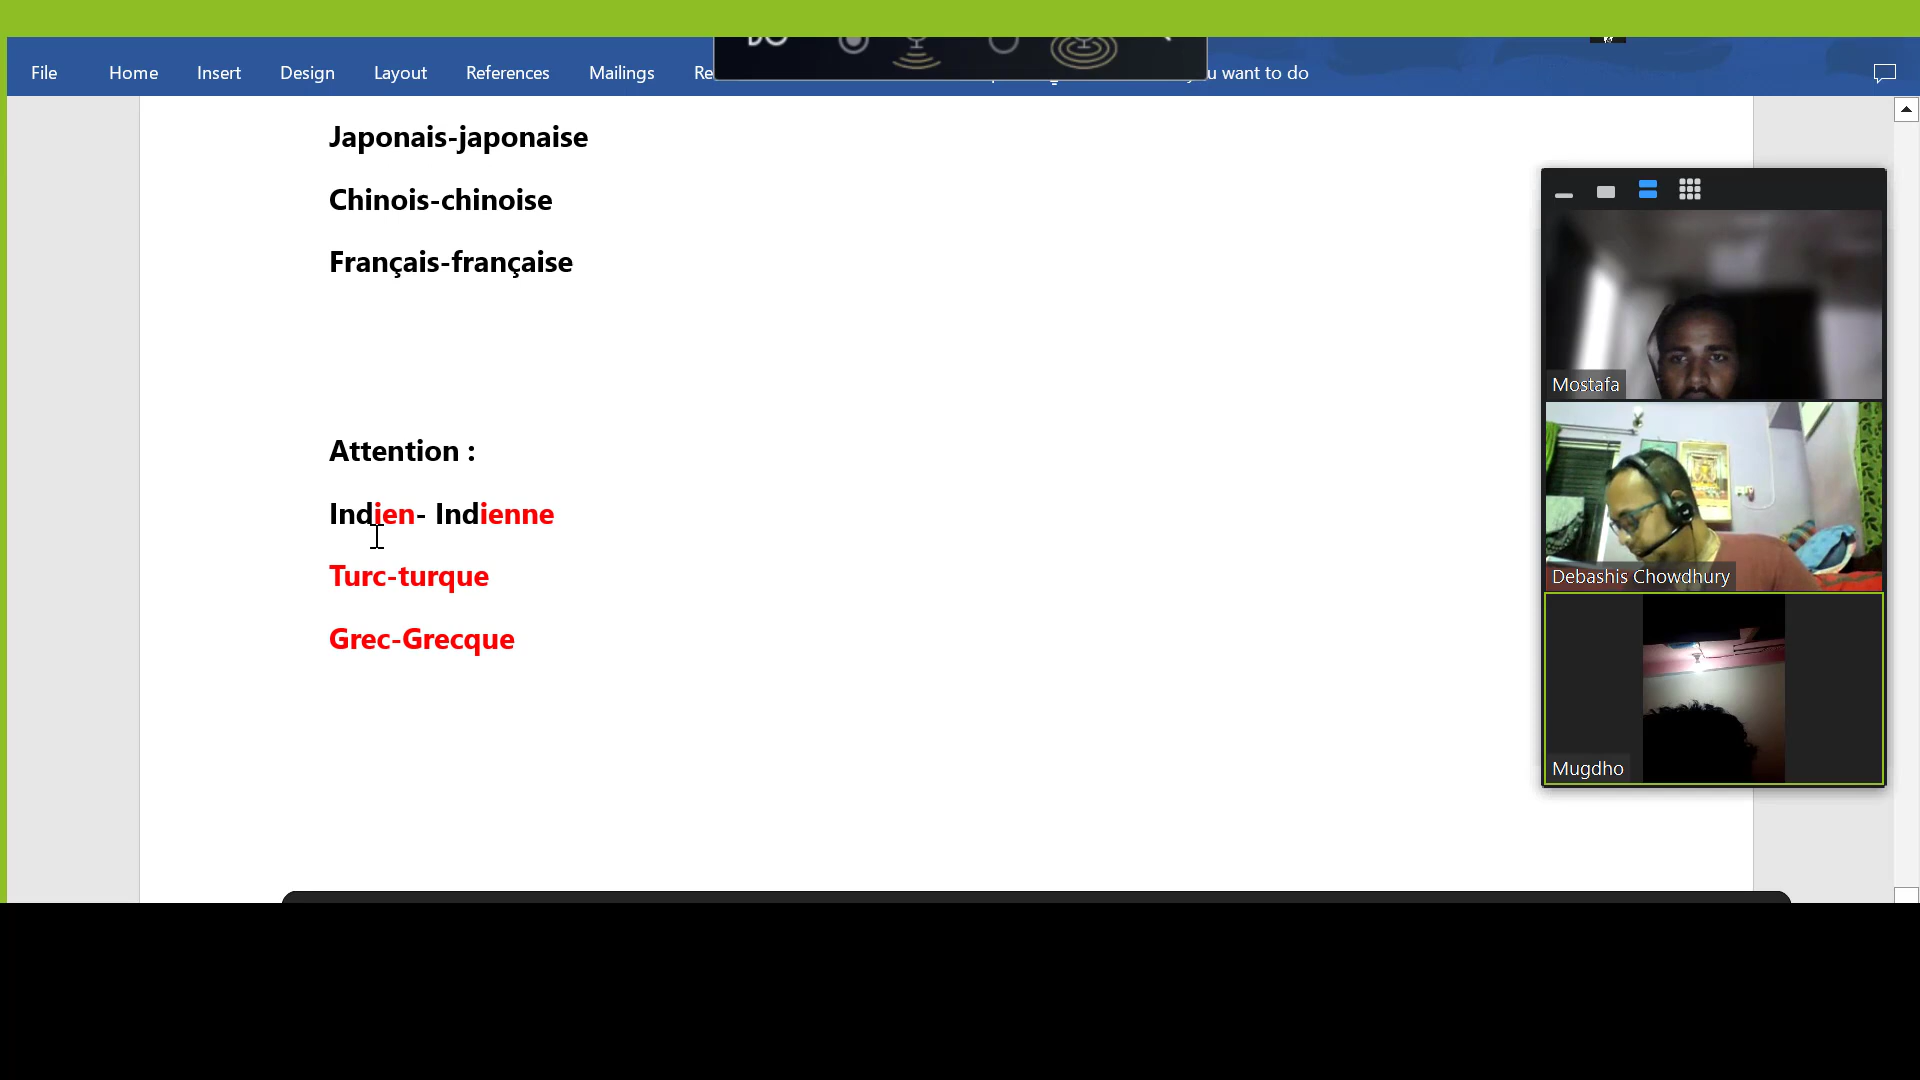 File Home Insert Design Layout References Mailings Re u want to do
Japonais-japonaise
Chinois-chinoise
Français-française
Attention :
Indien- Indienne
Turc-turque
Grec-Grecque
Mostafa
Debashis Chowdhury
Mugdho